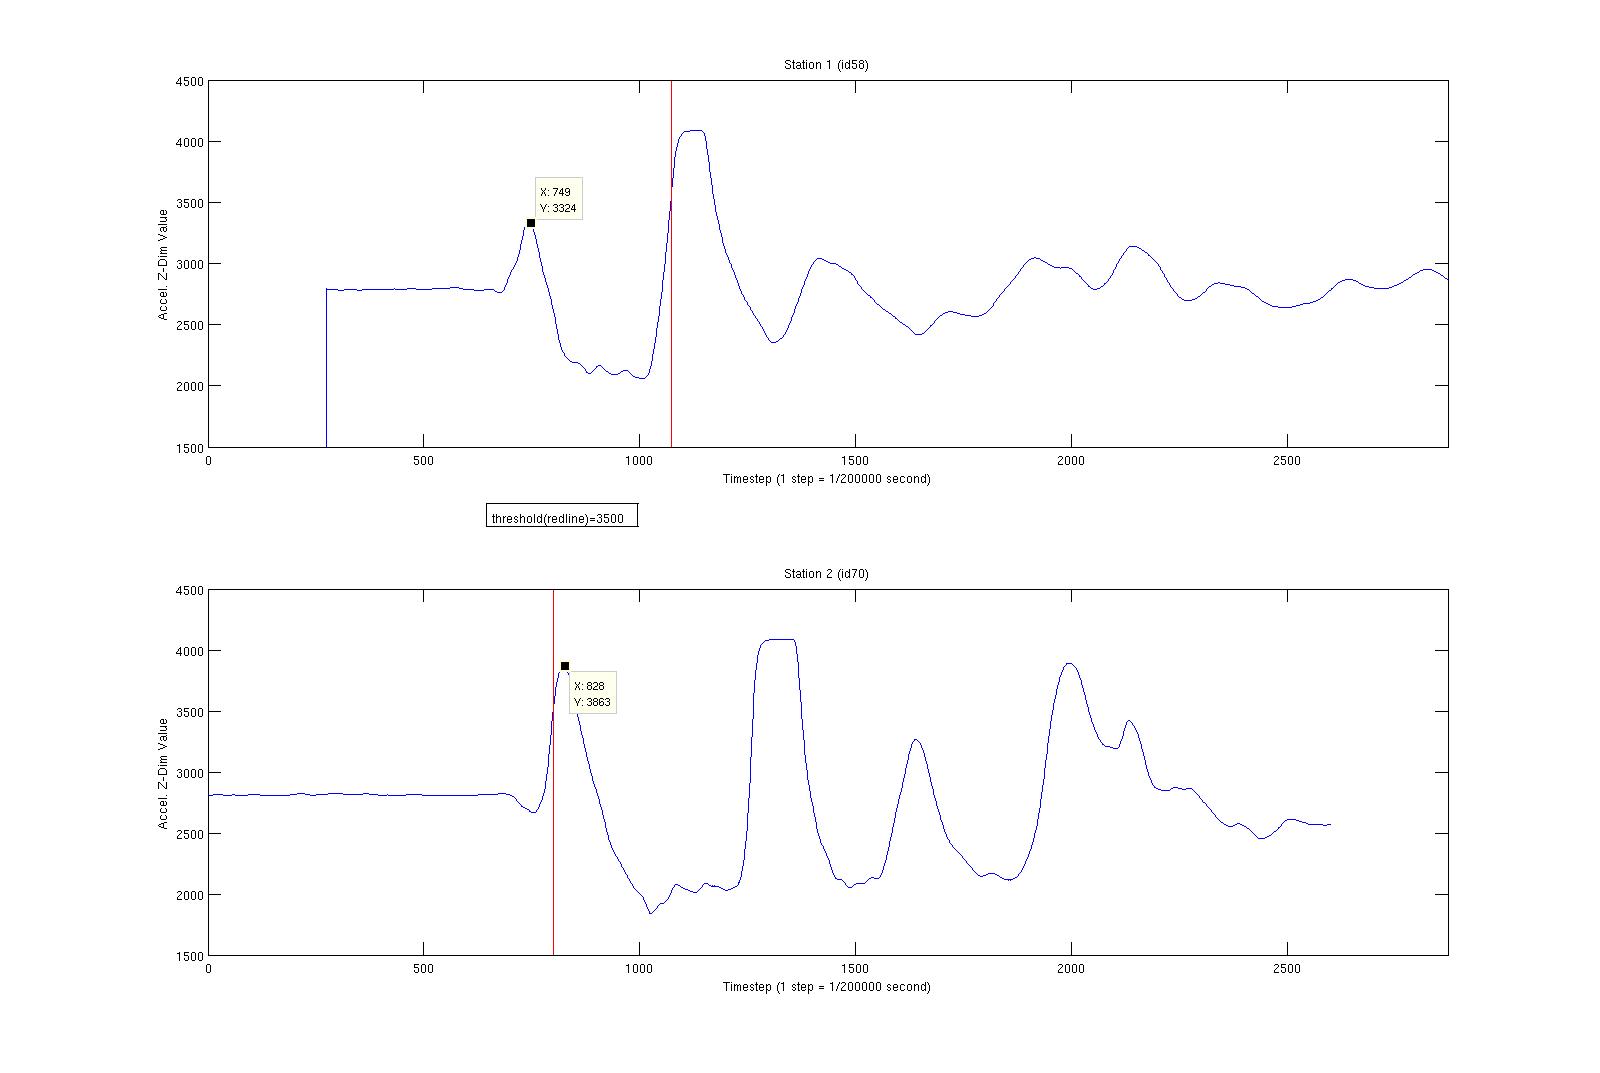 Station 1 (id58)
4500
4000
3500
3000
2500
2000
1500
Accel. Z-Dim Value
X: 749
Y: 3324
0 500 1000 1500 2000 2500
Timestep (1 step = 1/200000 second)
threshold(redline)=3500
Station 2 (id70)
4500
4000
3500
3000
2500
2000
1500
Accel. Z-Dim Value
X: 828
Y: 3863
0 500 1000 1500 2000 2500
Timestep (1 step = 1/200000 second)